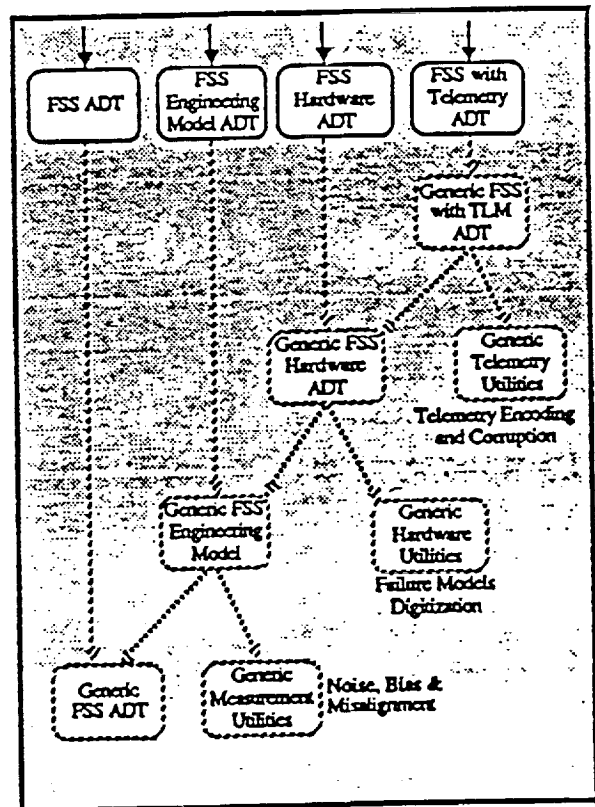 FSS ADT
FSS
Engineering
Model ADT
FSS
Hardware
ADT
FSS with
Telemetry
ADT
Generic FSS
with TLM
ADT
Generic FSS
Hardware
ADT
Generic
Telemetry
Utilities
Telemetry Encoding
and Corruption
Generic FSS
Engineering
Model
Generic
Hardware
Utilities
Failure Models
Digitization
Generic
FSS ADT
Generic
Measurement
Utilities
Noise, Bias &
Misalignment